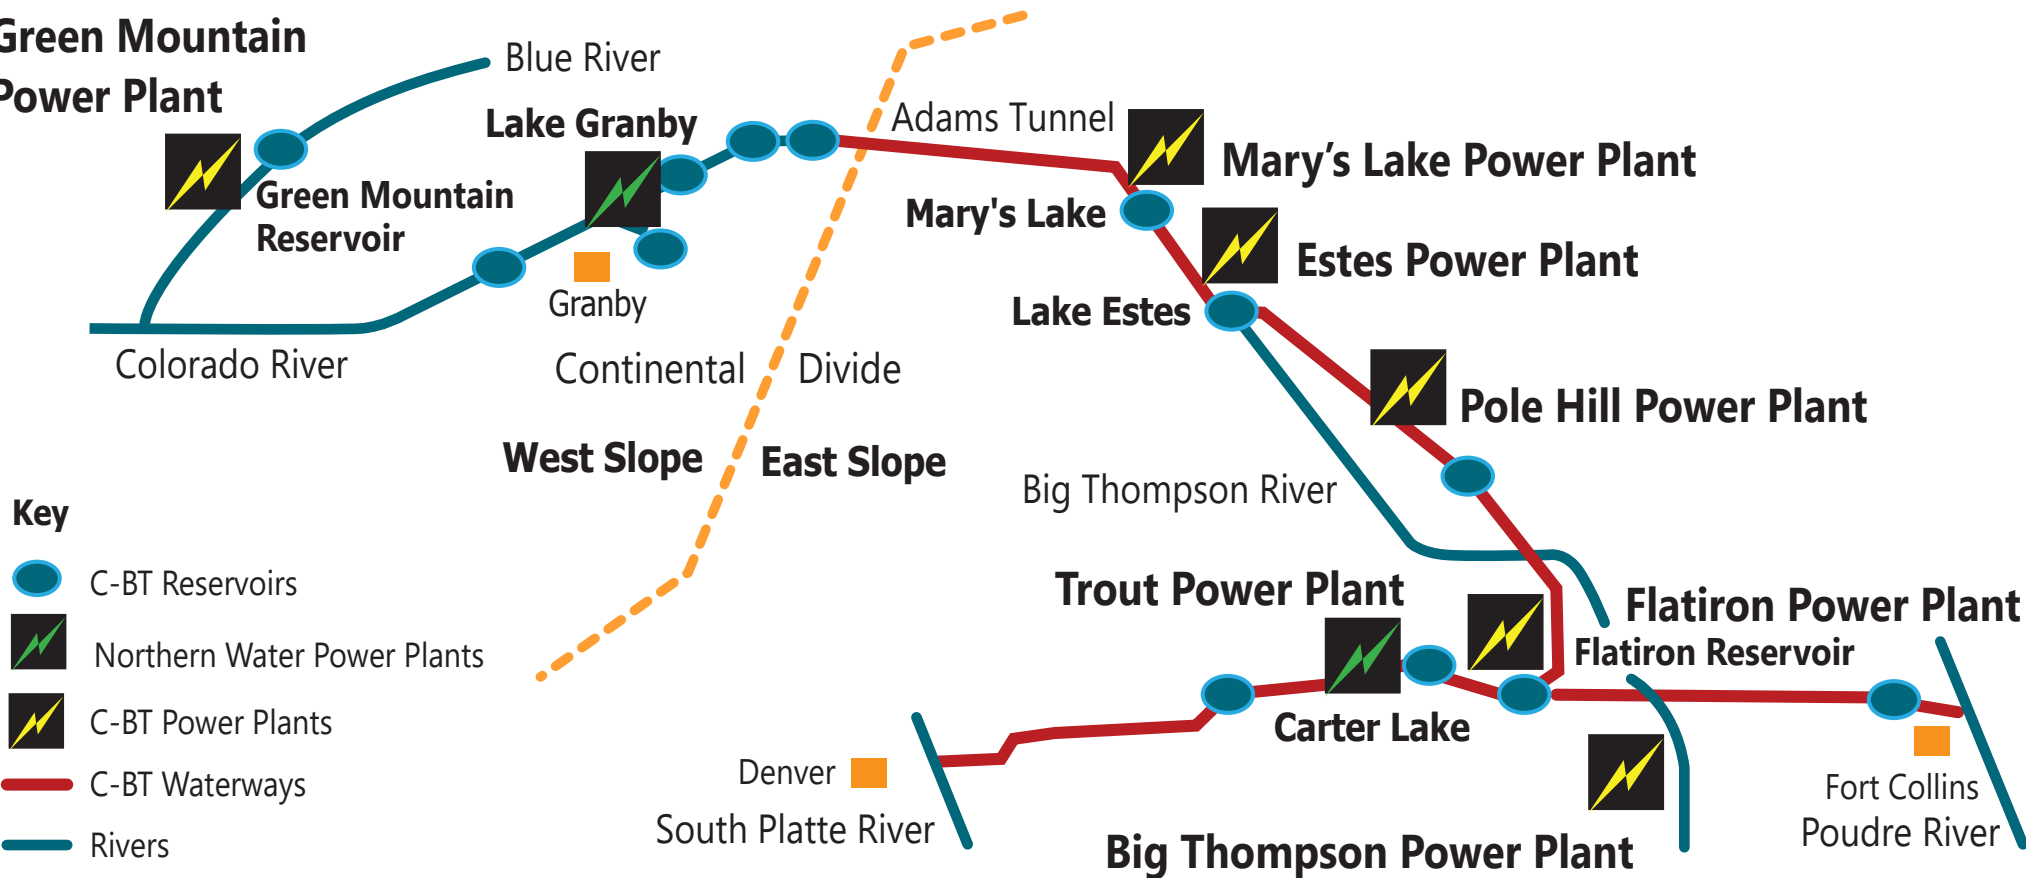 Green Mountain
Power Plant
Blue River
Lake Granby
Adams Tunnel
Mary’s Lake Power Plant
Green Mountain
Reservoir
Mary's Lake
Estes Power Plant
Granby
Lake Estes
Colorado River
Continental Divide
Pole Hill Power Plant
West Slope
East Slope
Big Thompson River
Key
C-BT Reservoirs
Northern Water Power Plants
C-BT Power Plants
C-BT Waterways
Rivers
Trout Power Plant
Flatiron Power Plant
Flatiron Reservoir
Carter Lake
Denver
South Platte River
Fort Collins
Poudre River
Big Thompson Power Plant